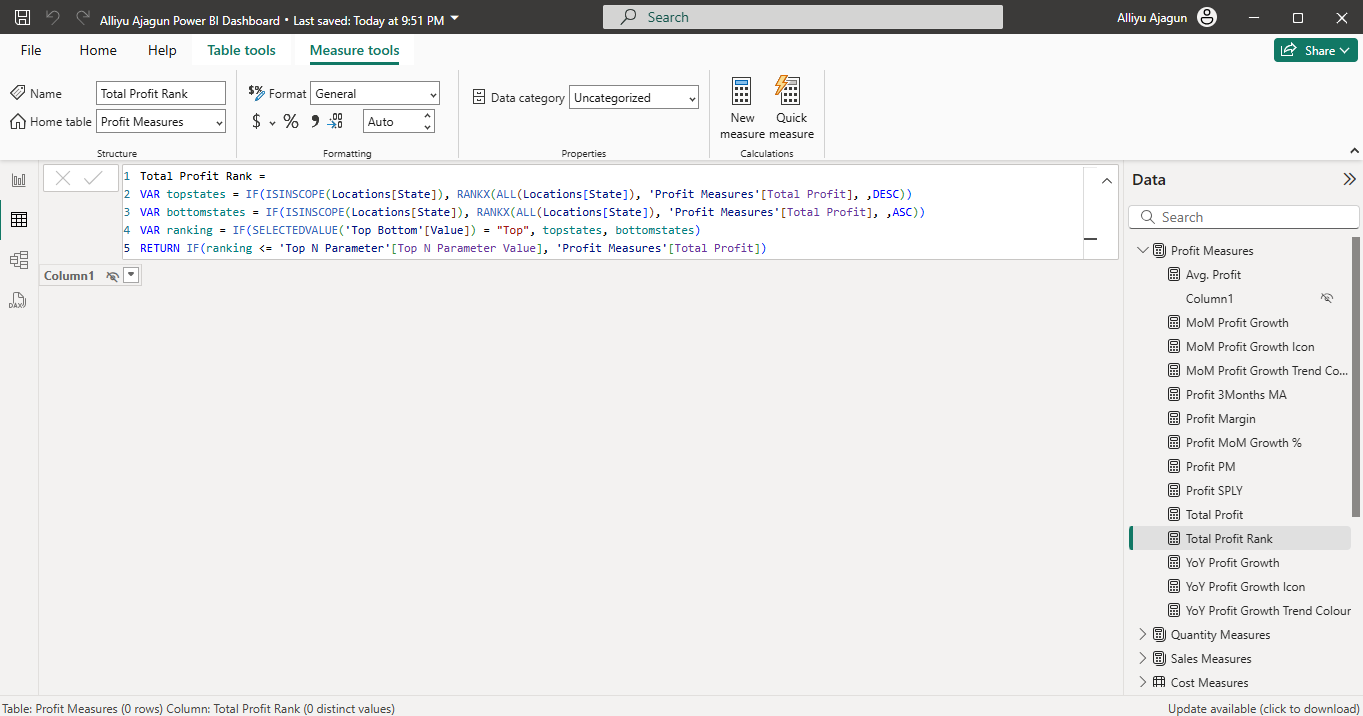 Alliyu Ajagun Power BI Dashboard • Last saved: Today at 9:51 PM
Search
Alliyu Ajagun
File Home Help Table tools Measure tools
Share
Name Total Profit Rank
Home table Profit Measures
Structure
$% Format General
$ % 9 Auto
Formatting
Data category Uncategorized
Properties
New measure
Quick measure
Calculations
1 Total Profit Rank =
2 VAR topstates = IF(ISINSCOPE(Locations[State]), RANKX(ALL(Locations[State]), 'Profit Measures'[Total Profit], ,DESC))
3 VAR bottomstates = IF(ISINSCOPE(Locations[State]), RANKX(ALL(Locations[State]), 'Profit Measures'[Total Profit], ,ASC))
4 VAR ranking = IF(SELECTEDVALUE('Top Bottom'[Value]) = "Top", topstates, bottomstates)
5 RETURN IF(ranking <= 'Top N Parameter'[Top N Parameter Value], 'Profit Measures'[Total Profit])
Column1
DAX
Data
Search
Profit Measures
Avg. Profit
Column1
MoM Profit Growth
MoM Profit Growth Icon
MoM Profit Growth Trend Co...
Profit 3Months MA
Profit Margin
Profit MoM Growth %
Profit PM
Profit SPLY
Total Profit
Total Profit Rank
YoY Profit Growth
YoY Profit Growth Icon
YoY Profit Growth Trend Colour
Quantity Measures
Sales Measures
Cost Measures
Table: Profit Measures (0 rows) Column: Total Profit Rank (0 distinct values)
Update available (click to download)